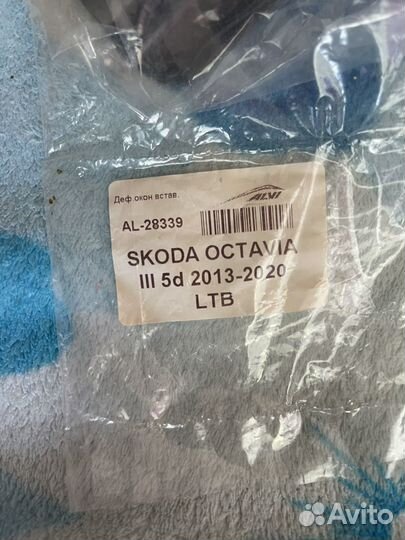 Деф.окон встав.
ALVI
AL-28339
SKODA OCTAVIA
III 5d 2013-2020
LTB
Avito